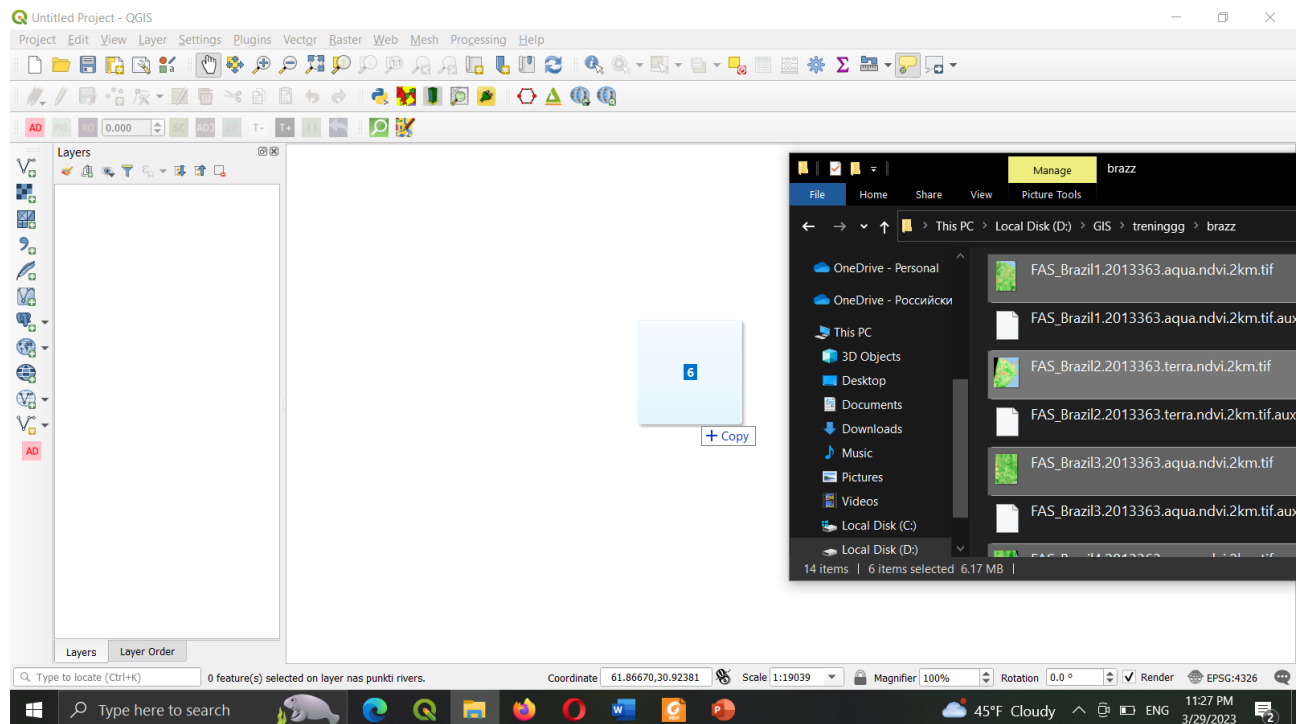 Untitled Project - QGIS
Project Edit View Layer Settings Plugins Vector Raster Web Mesh Processing Help
AD RO 0.000 SC ADJ T- T+
Layers
Manage brazz
File Home Share View Picture Tools
This PC > Local Disk (D:) > GIS > treninggg > brazz
OneDrive - Personal
FAS_Brazil1.2013363.aqua.ndvi.2km.tif
OneDrive - Российски
FAS_Brazil1.2013363.aqua.ndvi.2km.tif.aux
This PC
3D Objects
FAS_Brazil2.2013363.terra.ndvi.2km.tif
6
Desktop
Documents
FAS_Brazil2.2013363.terra.ndvi.2km.tif.aux
Downloads
+ Copy
Music
FAS_Brazil3.2013363.aqua.ndvi.2km.tif
AD
Pictures
Videos
FAS_Brazil3.2013363.aqua.ndvi.2km.tif.aux
Local Disk (C:)
Local Disk (D:)
14 items | 6 items selected 6.17 MB |
Layers Layer Order
Type to locate (Ctrl+K) 0 feature(s) selected on layer nas punkti rivers. Coordinate 61.86670,30.92381 Scale 1:19039 Magnifier 100% Rotation 0.0 ° Render EPSG:4326
Type here to search 45°F Cloudy ENG 11:27 PM
3/29/2023 2